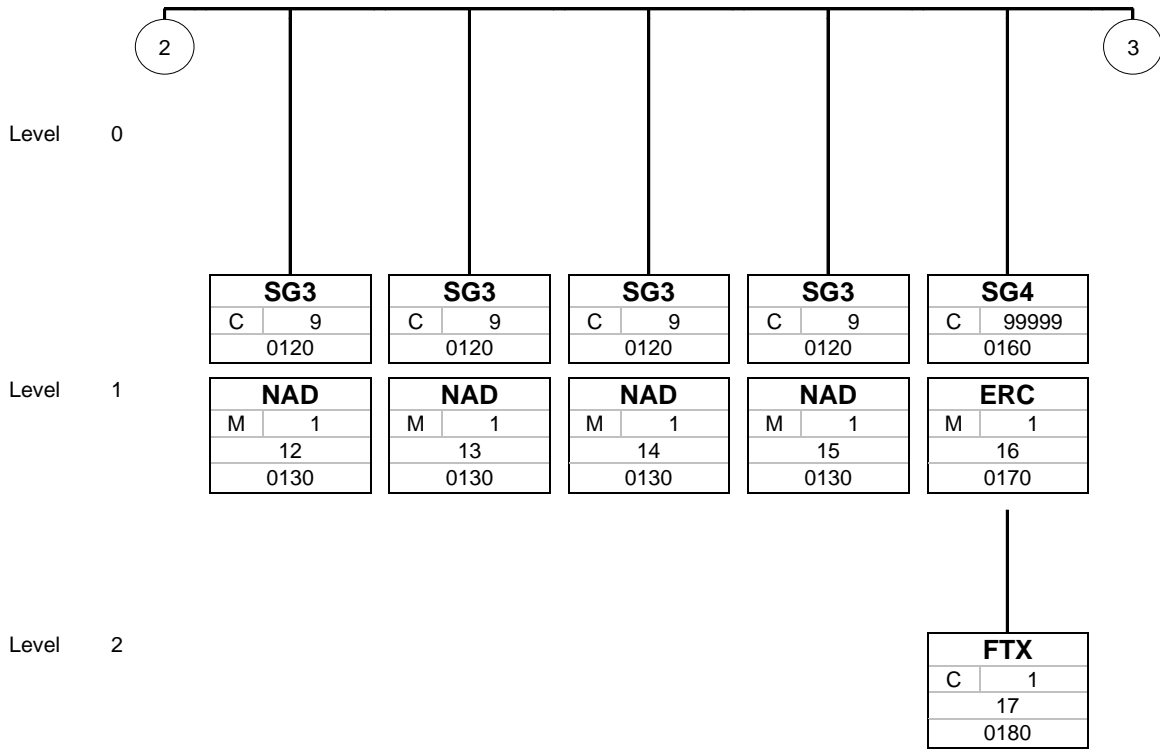 2 3
Level 0
SG3 SG3 SG3 SG3 SG4
C 9 C 9 C 9 C 9 C 99999
0120 0120 0120 0120 0160
Level 1
NAD NAD NAD NAD ERC
M 1 M 1 M 1 M 1 M 1
12 13 14 15 16
0130 0130 0130 0130 0170
Level 2
FTX
C 1
17
0180